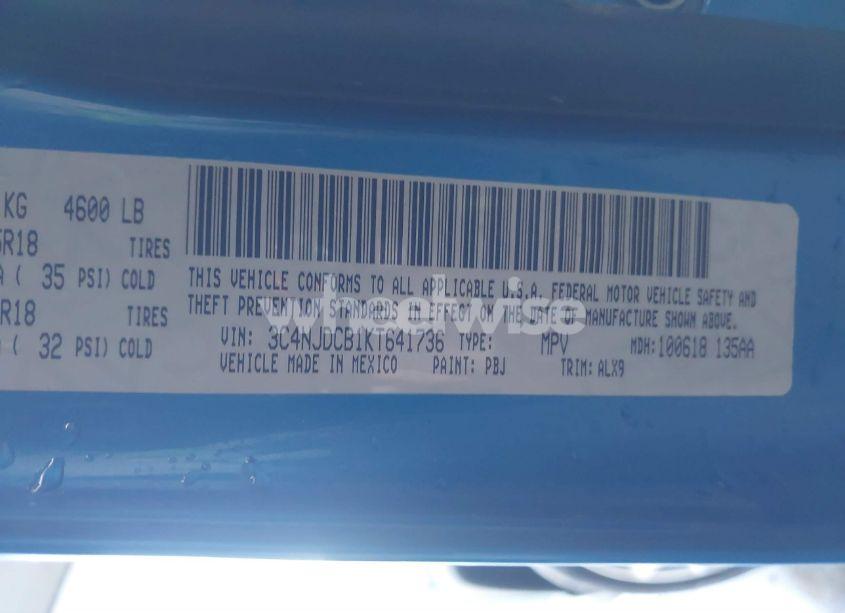 KG 4600 LB
R18 TIRES
( 35 PSI) COLD
R18 TIRES
( 32 PSI) COLD
THIS VEHICLE CONFORMS TO ALL APPLICABLE U.S.A. FEDERAL MOTOR VEHICLE SAFETY AND
THEFT PREVENTION STANDARDS IN EFFECT ON THE DATE OF MANUFACTURE SHOWN ABOVE.
VIN: 3C4NJDCB1KT641736 TYPE: MPV MDH: 100618 135AA
VEHICLE MADE IN MEXICO PAINT: PBJ TRIM: ALX9
wheelwise